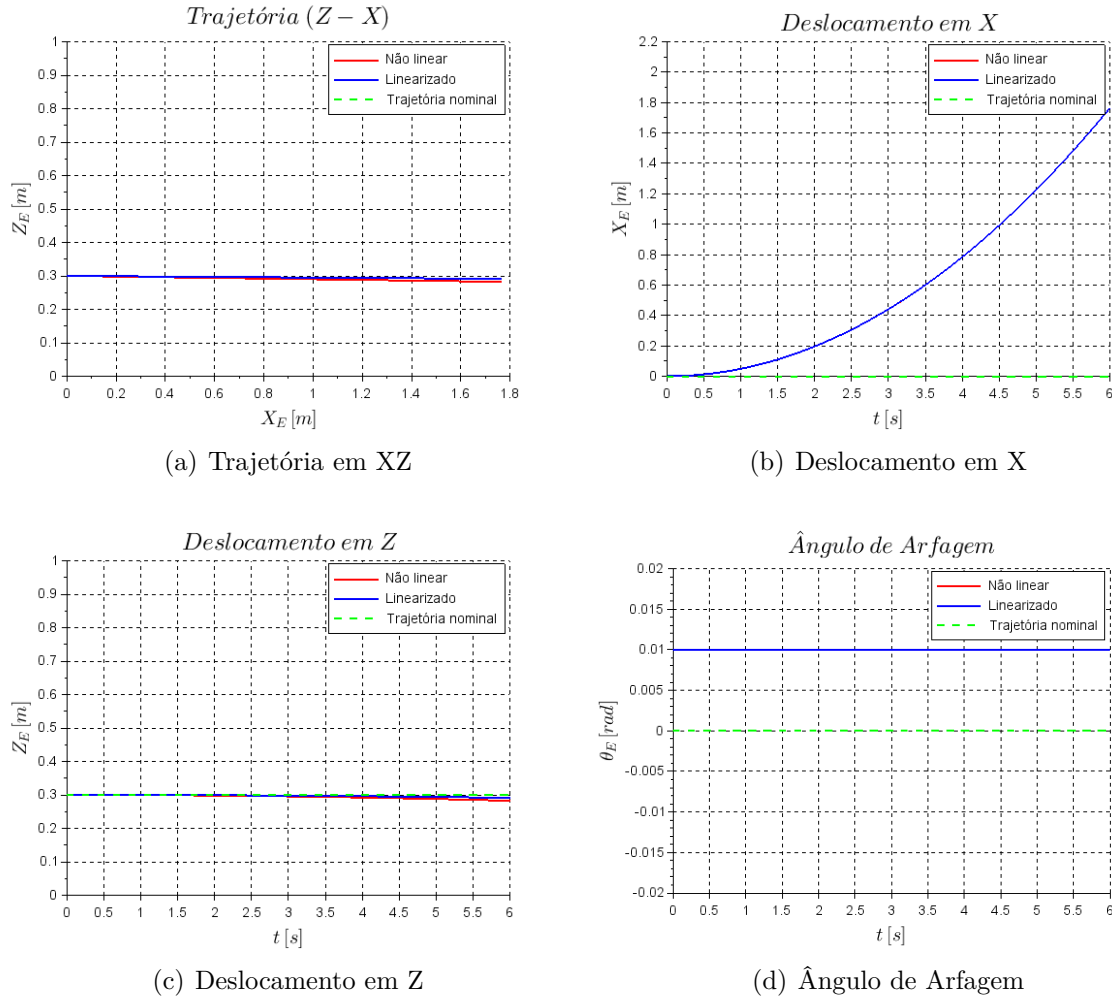 Trajetória (Z − X)
1
0.9
0.8
0.7
0.6
0.5
0.4
0.3
0.2
0.1
0
Z_E [m]
Não linear
Linearizado
Trajetória nominal
0 0.2 0.4 0.6 0.8 1 1.2 1.4 1.6 1.8
X_E [m]
(a) Trajetória em XZ
Deslocamento em X
2.2
2
1.8
1.6
1.4
1.2
1
0.8
0.6
0.4
0.2
0
X_E [m]
Não linear
Linearizado
Trajetória nominal
0 0.5 1 1.5 2 2.5 3 3.5 4 4.5 5 5.5 6
t [s]
(b) Deslocamento em X
Deslocamento em Z
1
0.9
0.8
0.7
0.6
0.5
0.4
0.3
0.2
0.1
0
Z_E [m]
Não linear
Linearizado
Trajetória nominal
0 0.5 1 1.5 2 2.5 3 3.5 4 4.5 5 5.5 6
t [s]
(c) Deslocamento em Z
Ângulo de Arfagem
0.02
0.015
0.01
0.005
0
-0.005
-0.01
-0.015
-0.02
θ_E [rad]
Não linear
Linearizado
Trajetória nominal
0 0.5 1 1.5 2 2.5 3 3.5 4 4.5 5 5.5 6
t [s]
(d) Ângulo de Arfagem